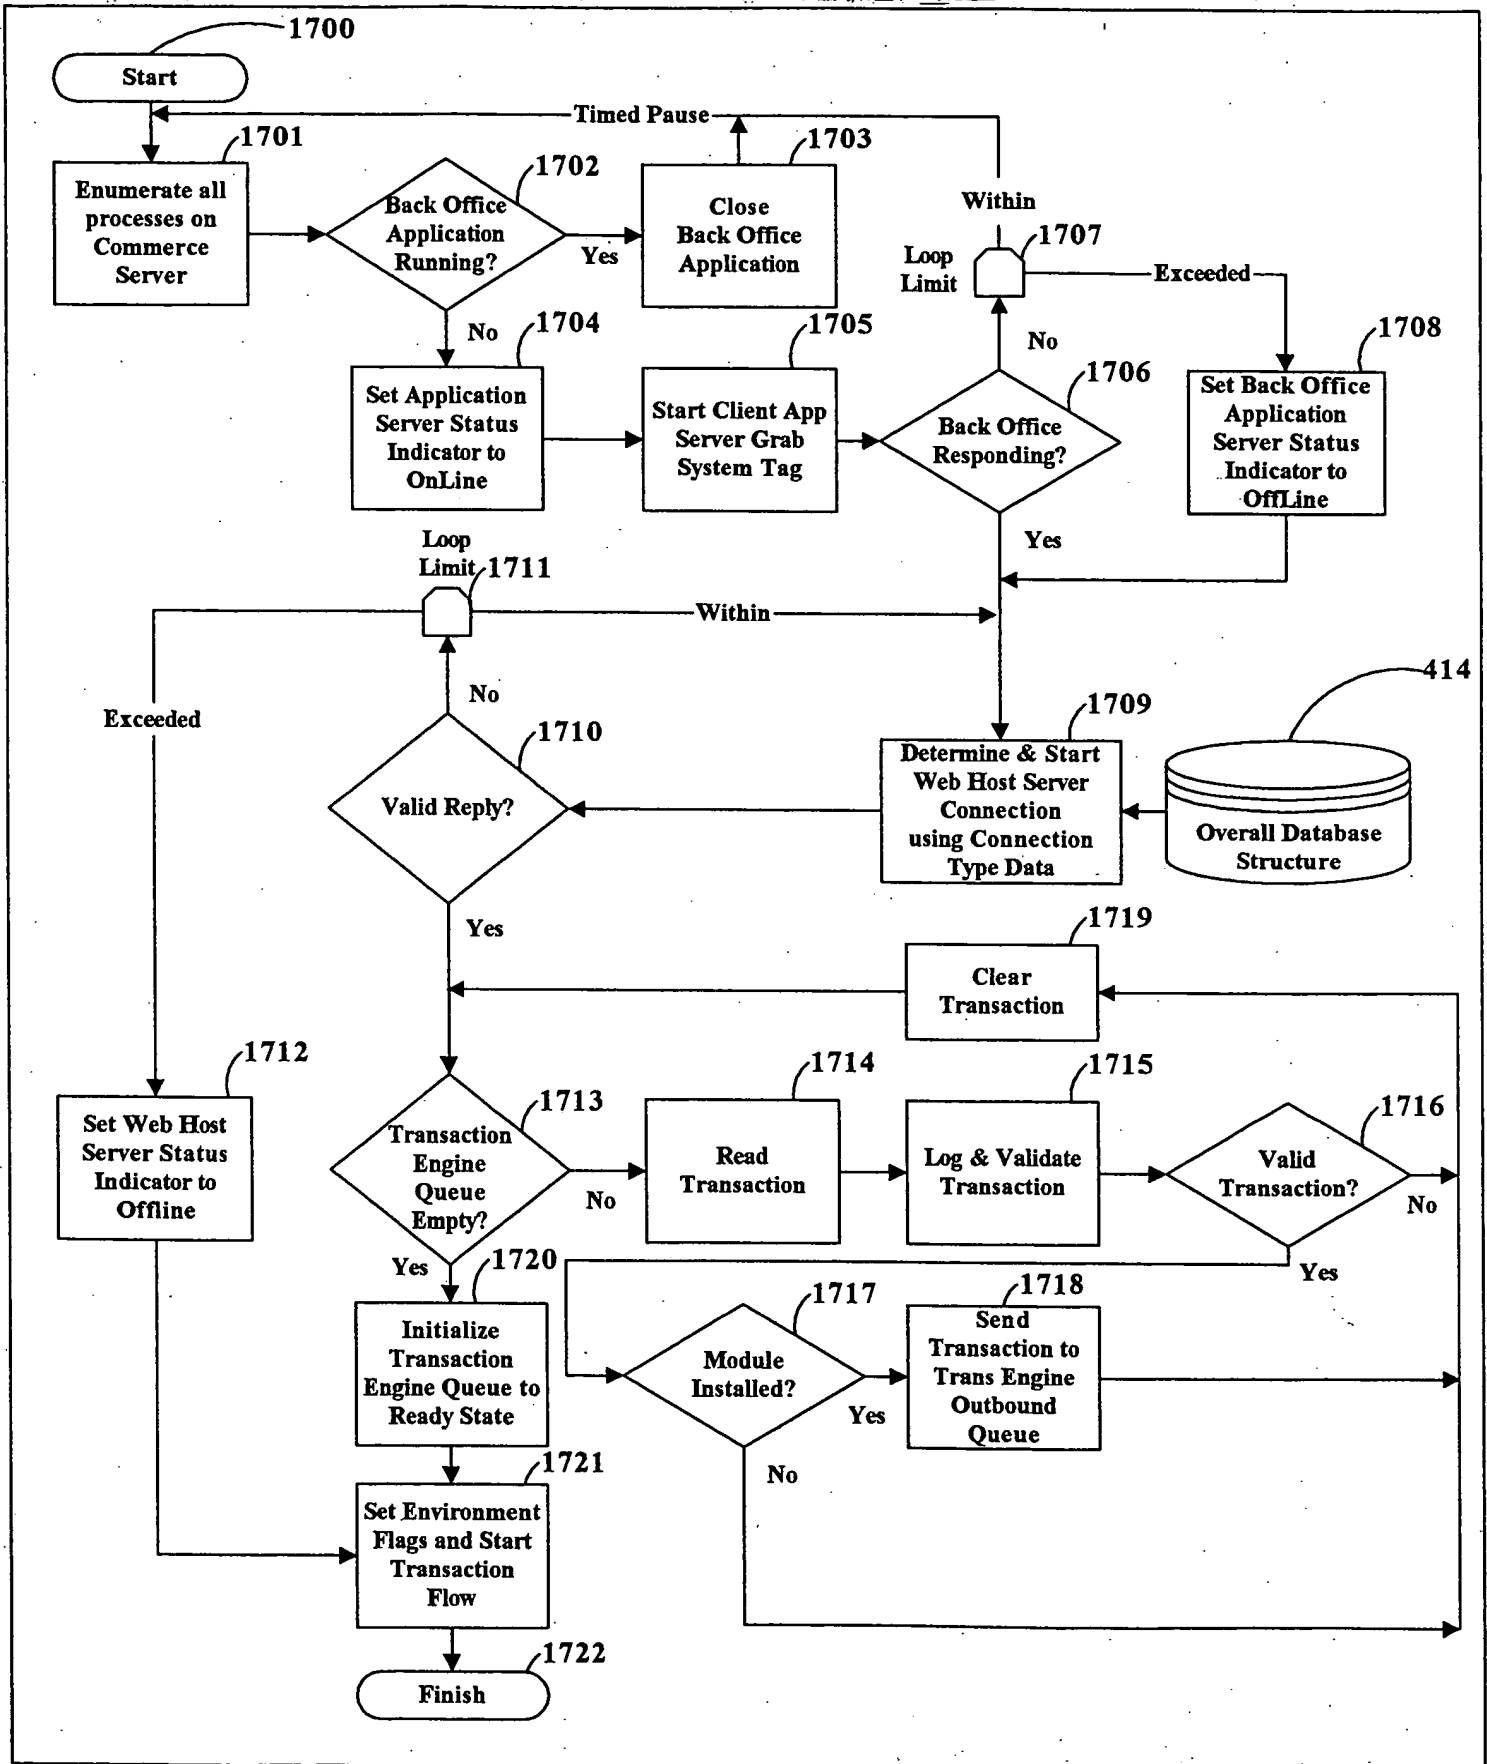 1700
Start
Timed Pause
1701
1702
1703
Enumerate all
processes on
Commerce
Server
Back Office
Application
Running?
Yes
Close
Back Office
Application
Within
1707
Loop
Limit
Exceeded
No
1704
1705
No
1706
1708
Set Application
Server Status
Indicator to
OnLine
Start Client App
Server Grab
System Tag
Back Office
Responding?
Set Back Office
Application
Server Status
Indicator to
OffLine
Yes
Loop
Limit
1711
Within
No
Exceeded
414
1710
1709
Valid Reply?
Determine & Start
Web Host Server
Connection
using Connection
Type Data
Overall Database
Structure
Yes
1719
Clear
Transaction
1712
Set Web Host
Server Status
Indicator to
Offline
1713
Transaction
Engine
Queue
Empty?
No
1714
Read
Transaction
1715
Log & Validate
Transaction
1716
Valid
Transaction?
No
Yes
Yes
1720
Initialize
Transaction
Engine Queue to
Ready State
1717
Module
Installed?
Yes
No
1718
Send
Transaction to
Trans Engine
Outbound
Queue
1721
Set Environment
Flags and Start
Transaction
Flow
1722
Finish